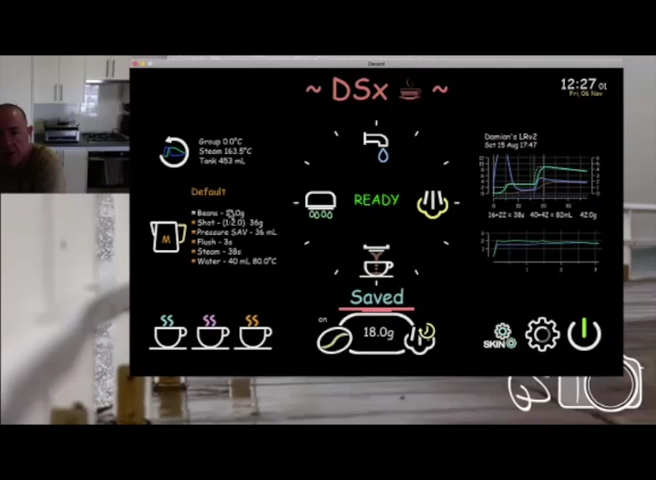 Decent
~ DSx ~
12:27 01
Fri, 06 Nov
Group 0.0°C
Steam 163.5°C
Tank 453 mL
Damian's LRv2
Sat 15 Aug 17:47
Default
READY
Shot - (1:2.0) 36g
Pressure SAV - 36 mL
Flush - 3s
Steam - 38s
Water - 40 mL 80.0°C
16+22 = 38s 40+42 = 82mL 42.0g
Saved
on
18.0g
SKIN